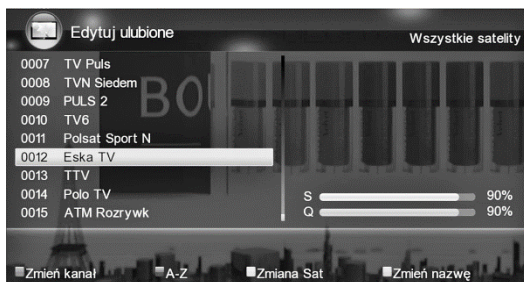 Edytuj ulubione
Wszystkie satelity
0007 TV Puls
0008 TVN Siedem
0009 PULS 2
0010 TV6
0011 Polsat Sport N
0012 Eska TV
0013 TTV
0014 Polo TV
0015 ATM Rozrywk
BO
S 90%
Q 90%
Zmień kanał A-Z Zmiana Sat Zmień nazwę